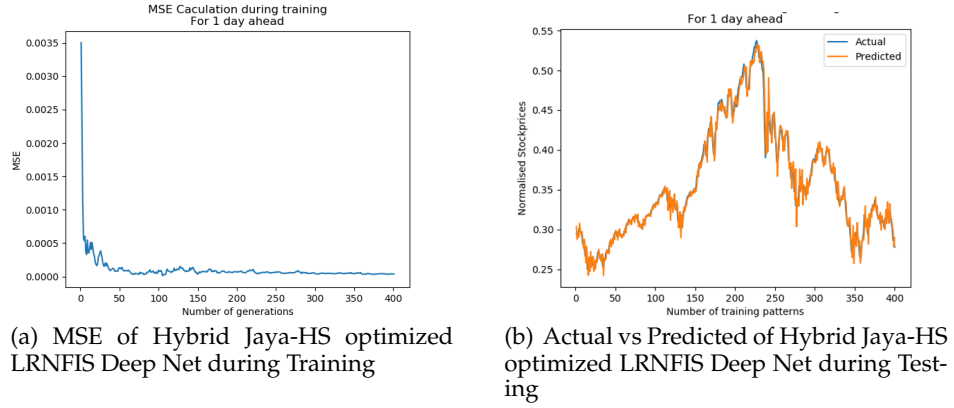 MSE Caculation during training
For 1 day ahead
0.0035
0.0030
0.0025
0.0020
0.0015
0.0010
0.0005
0.0000
MSE
0 50 100 150 200 250 300 350 400
Number of generations
(a) MSE of Hybrid Jaya-HS optimized
LRNFIS Deep Net during Training
For 1 day ahead
0.55
0.50
0.45
0.40
0.35
0.30
0.25
Normalised Stockprices
Actual
Predicted
0 50 100 150 200 250 300 350 400
Number of training patterns
(b) Actual vs Predicted of Hybrid Jaya-HS
optimized LRNFIS Deep Net during Test-
ing